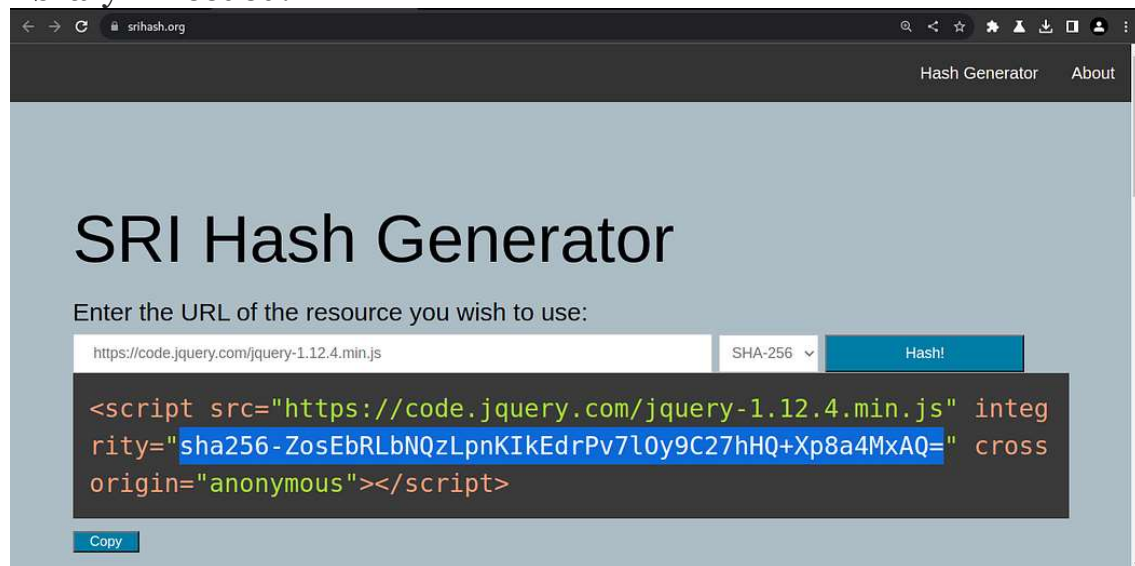 srihash.org
Hash Generator About
SRI Hash Generator
Enter the URL of the resource you wish to use:
https://code.jquery.com/jquery-1.12.4.min.js SHA-256 Hash!
<script src="https://code.jquery.com/jquery-1.12.4.min.js" integ
rity="sha256-ZosEbRLbNQzLpnKIkEdrPv7lOy9C27hHQ+Xp8a4MxAQ=" cross
origin="anonymous"></script>
Copy